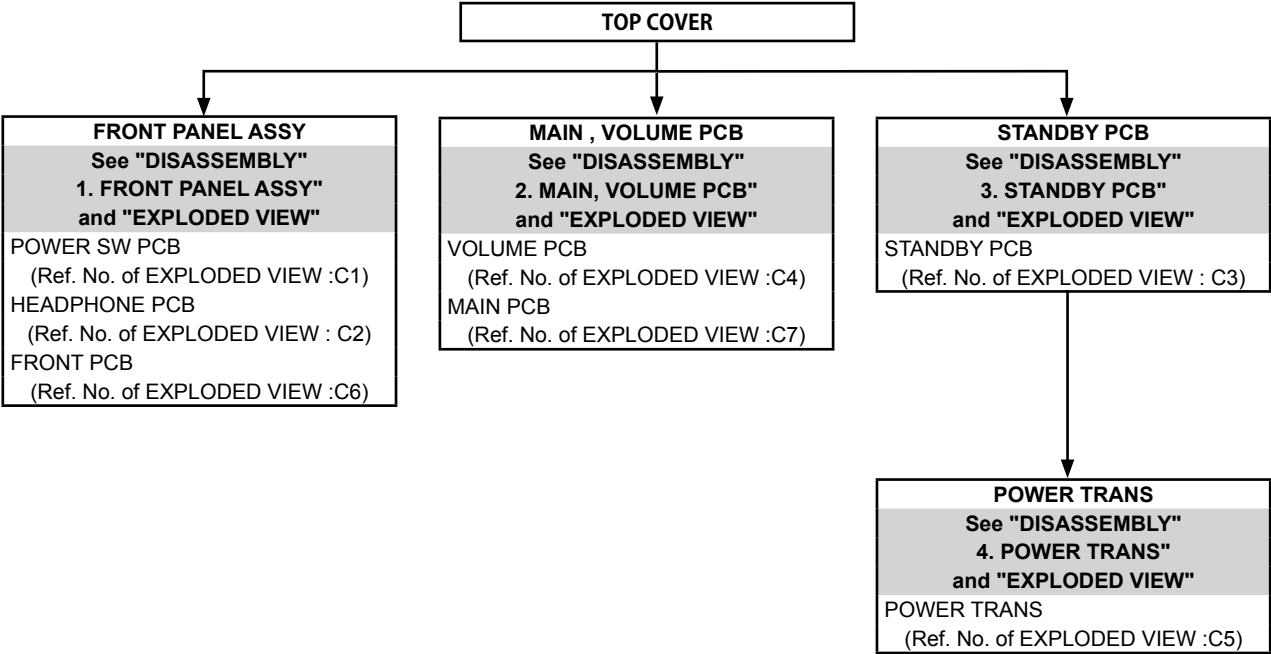 TOP COVER
FRONT PANEL ASSY
See "DISASSEMBLY"
1. FRONT PANEL ASSY"
and "EXPLODED VIEW"
POWER SW PCB
(Ref. No. of EXPLODED VIEW :C1)
HEADPHONE PCB
(Ref. No. of EXPLODED VIEW : C2)
FRONT PCB
(Ref. No. of EXPLODED VIEW :C6)
MAIN , VOLUME PCB
See "DISASSEMBLY"
2. MAIN, VOLUME PCB"
and "EXPLODED VIEW"
VOLUME PCB
(Ref. No. of EXPLODED VIEW :C4)
MAIN PCB
(Ref. No. of EXPLODED VIEW :C7)
STANDBY PCB
See "DISASSEMBLY"
3. STANDBY PCB"
and "EXPLODED VIEW"
STANDBY PCB
(Ref. No. of EXPLODED VIEW : C3)
POWER TRANS
See "DISASSEMBLY"
4. POWER TRANS"
and "EXPLODED VIEW"
POWER TRANS
(Ref. No. of EXPLODED VIEW :C5)